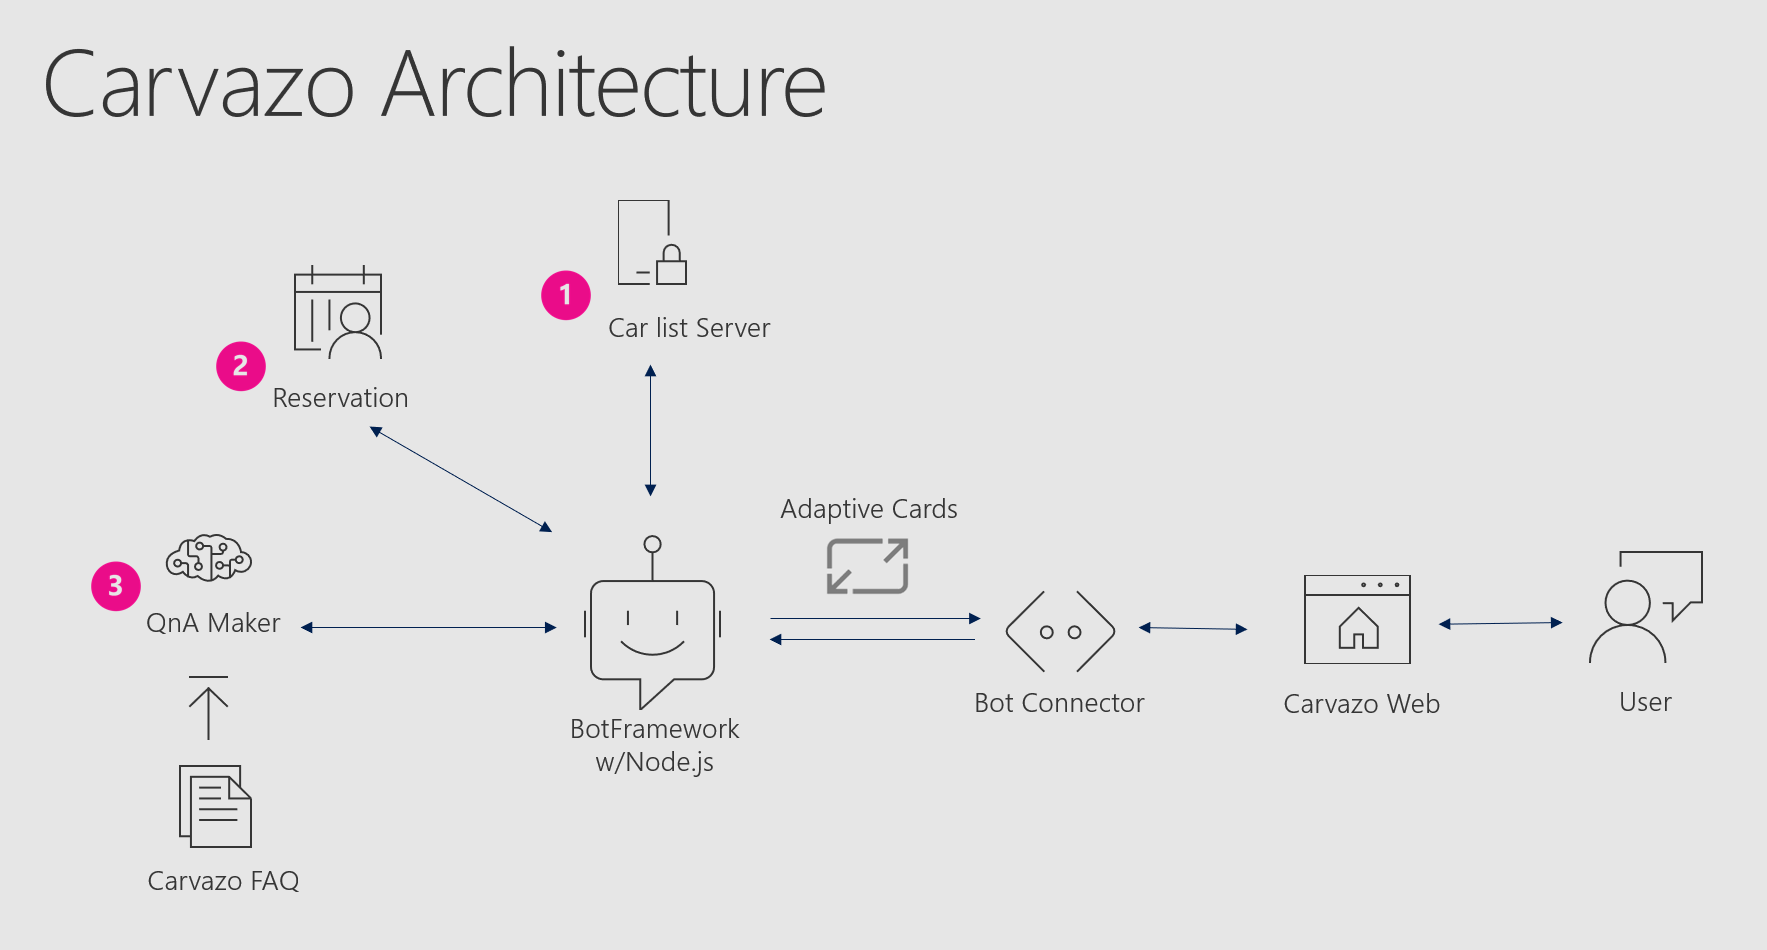 Carvazo Architecture
1
Car list Server
2
Reservation
Adaptive Cards
3
QnA Maker
BotFramework
w/Node.js
Bot Connector
Carvazo Web
User
Carvazo FAQ